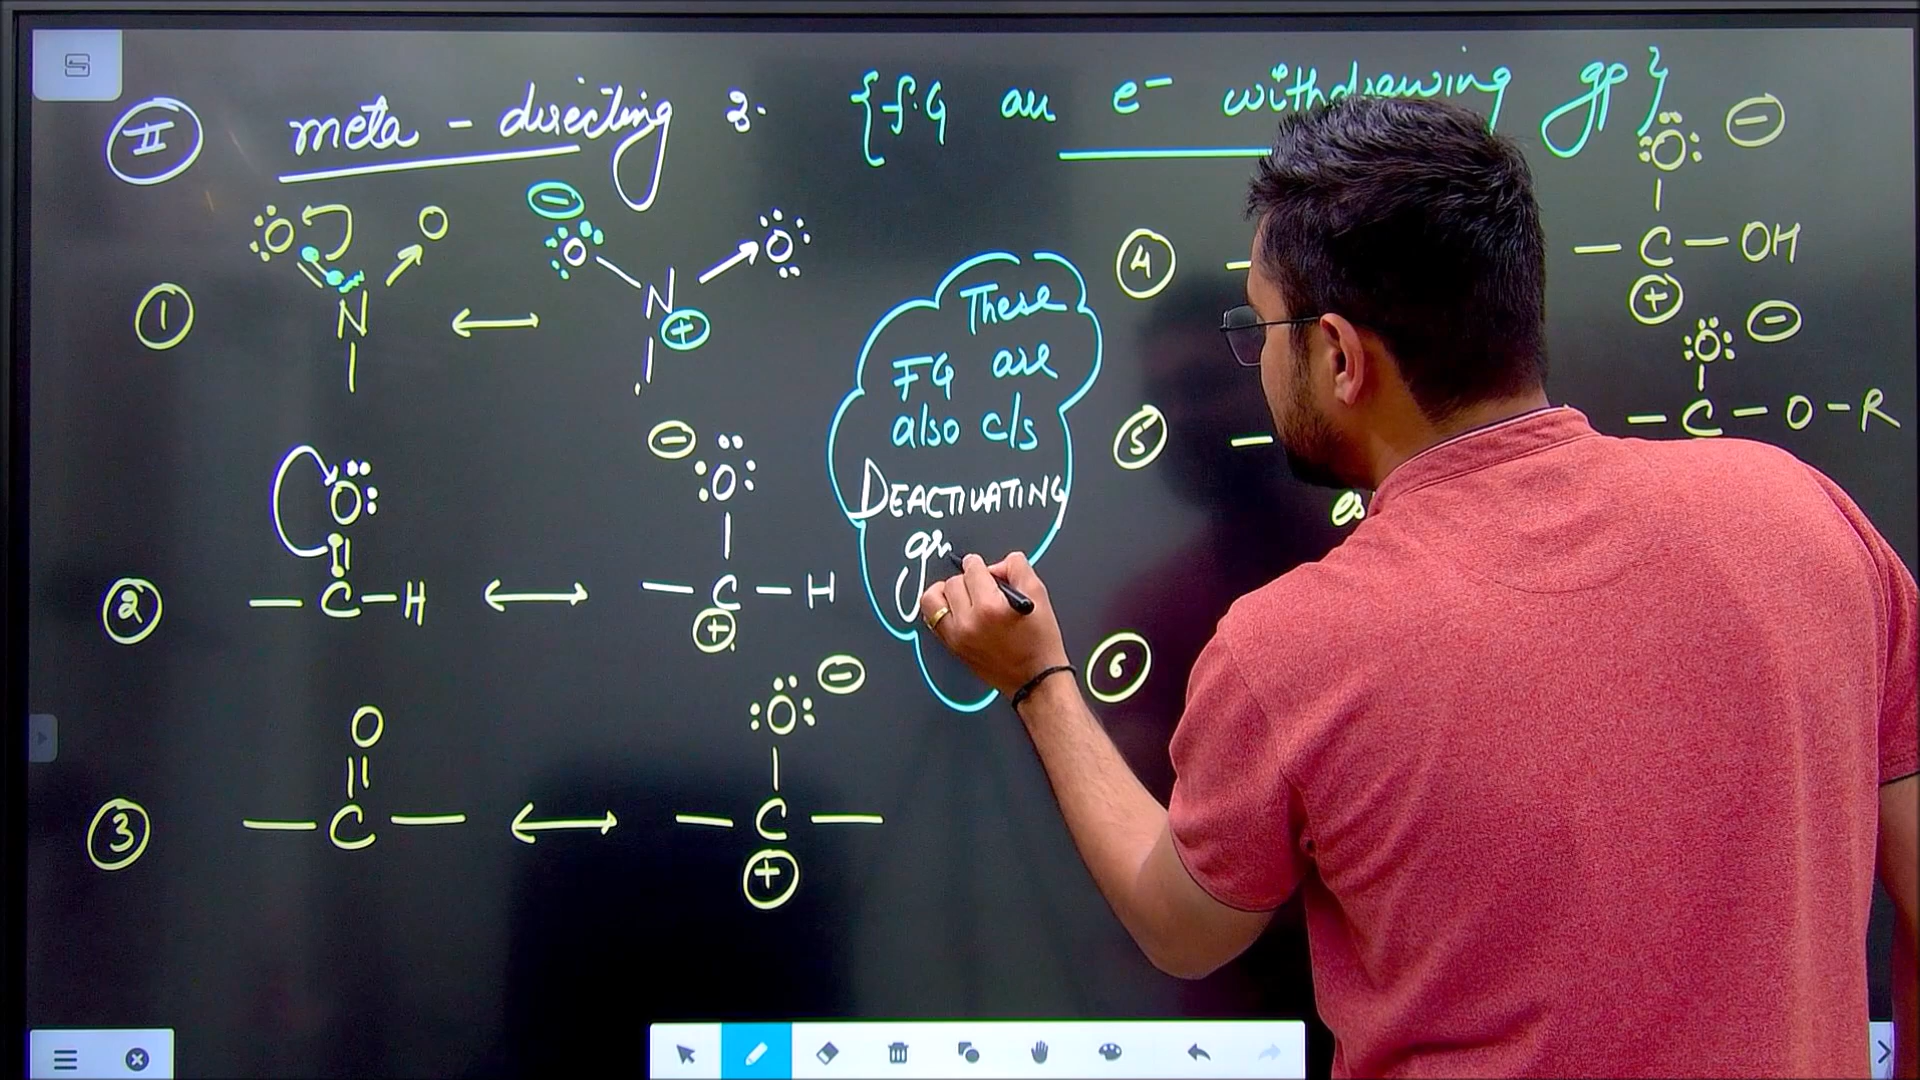 II meta - directing :- {f.G are e⁻ withdrawing gp}
1
:Ö O
N
⊖
:O: → :Ö:
N
⊕
2
Ö:
||
— C — H
⊖ :Ö:
|
— C — H
⊕
3
O
||
— C —
:Ö: ⊖
|
— C —
⊕
These
FG are
also c/s
DEACTIVATING
gr
4
:Ö: ⊖
|
— C — OH
⊕
5
:Ö: ⊖
|
— C — O — R
es
6